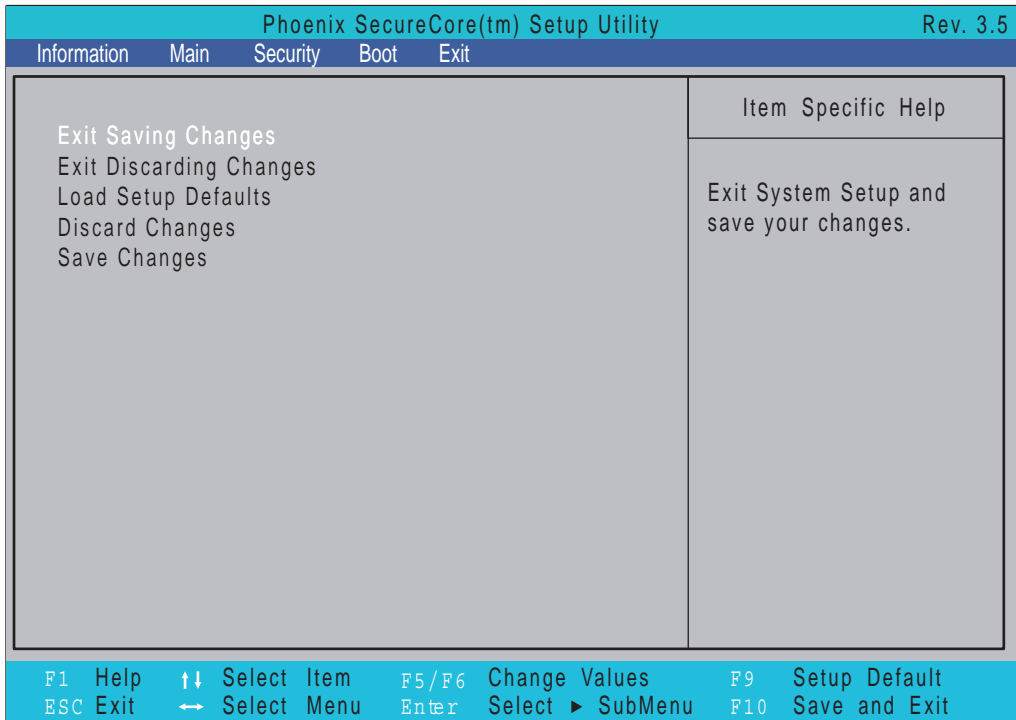 Phoenix SecureCore(tm) Setup Utility Rev. 3.5
Information Main Security Boot Exit
Item Specific Help
Exit Saving Changes
Exit Discarding Changes
Load Setup Defaults
Discard Changes
Save Changes
Exit System Setup and
save your changes.
F1 Help ↑↓ Select Item F5/F6 Change Values F9 Setup Default
ESC Exit ↔ Select Menu Enter Select ► SubMenu F10 Save and Exit